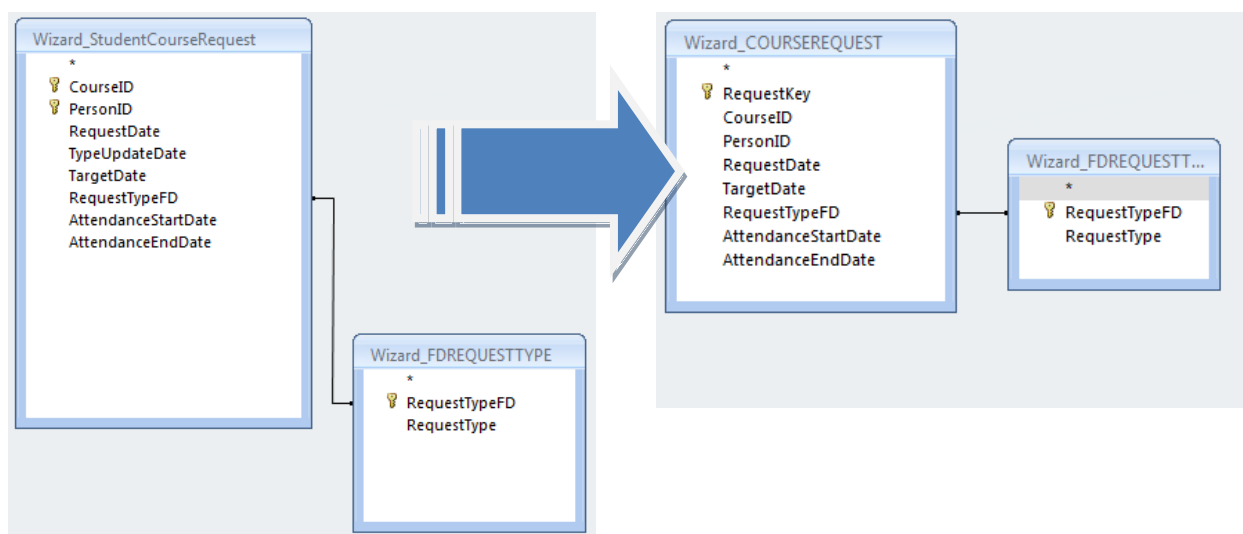 Wizard_StudentCourseRequest
*
CourseID
PersonID
RequestDate
TypeUpdateDate
TargetDate
RequestTypeFD
AttendanceStartDate
AttendanceEndDate
Wizard_FDREQUESTTYPE
*
RequestTypeFD
RequestType
Wizard_COURSEREQUEST
*
RequestKey
CourseID
PersonID
RequestDate
TargetDate
RequestTypeFD
AttendanceStartDate
AttendanceEndDate
Wizard_FDREQUESTT...
*
RequestTypeFD
RequestType